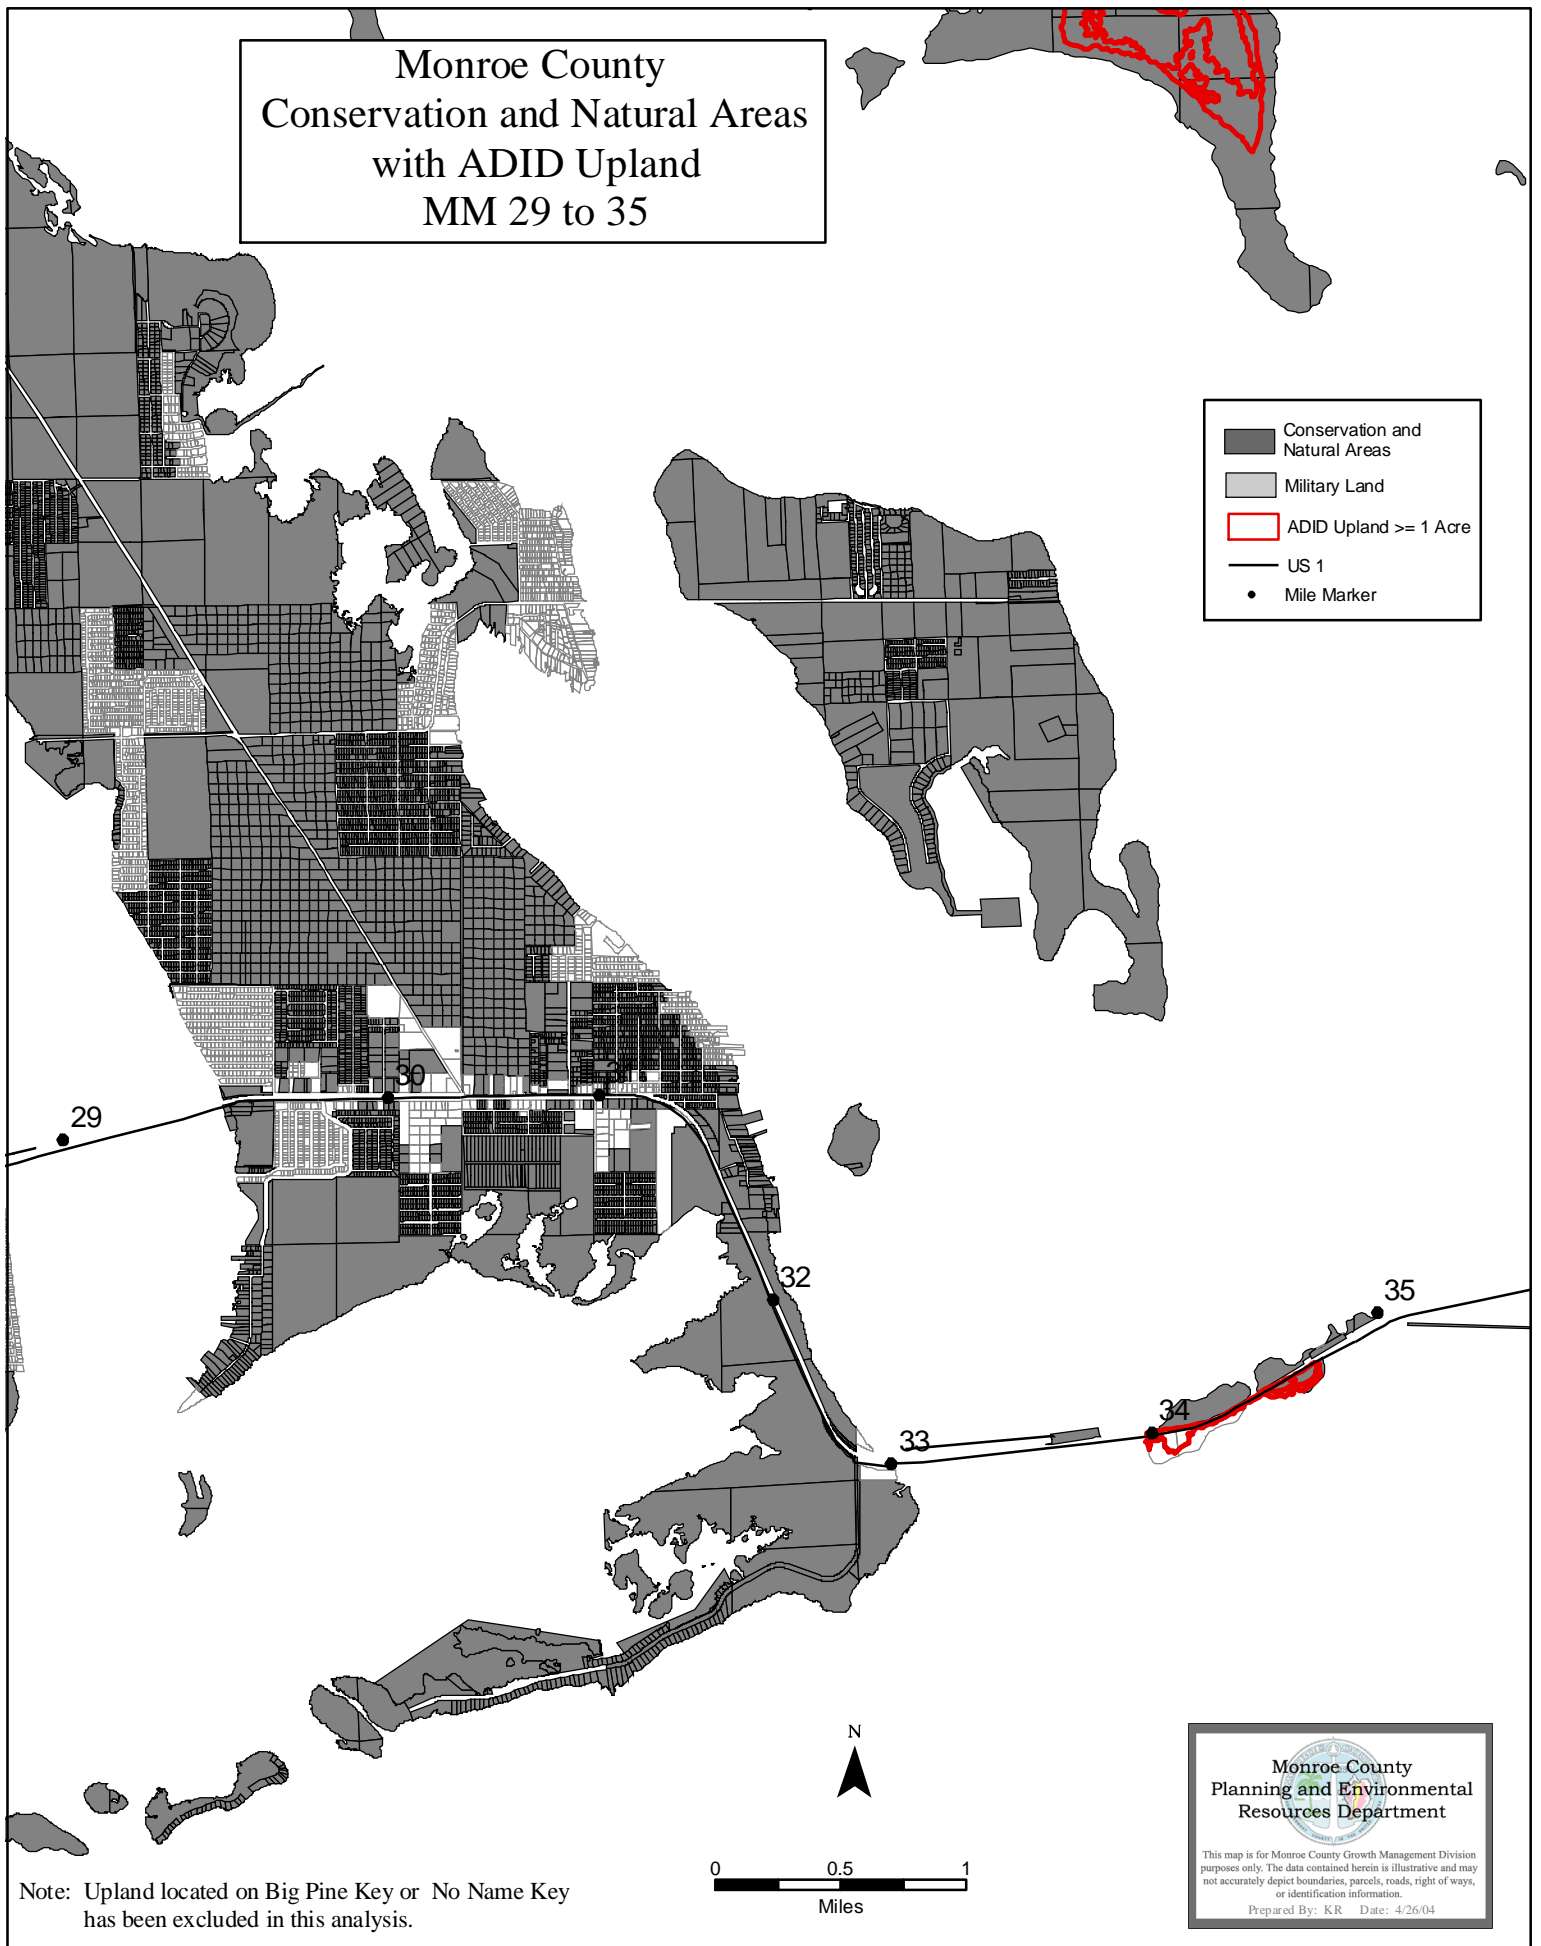 Monroe County
Conservation and Natural Areas
with ADID Upland
MM 29 to 35
Conservation and
Natural Areas
Military Land
ADID Upland >= 1 Acre
US 1
Mile Marker
30
29
32
35
34
33
N
0 0.5 1
Miles
Note: Upland located on Big Pine Key or No Name Key
has been excluded in this analysis.
Monroe County
Planning and Environmental
Resources Department
This map is for Monroe County Growth Management Division
purposes only. The data contained herein is illustrative and may
not accurately depict boundaries, parcels, roads, right of ways,
or identification information.
Prepared By: KR Date: 4/26/04